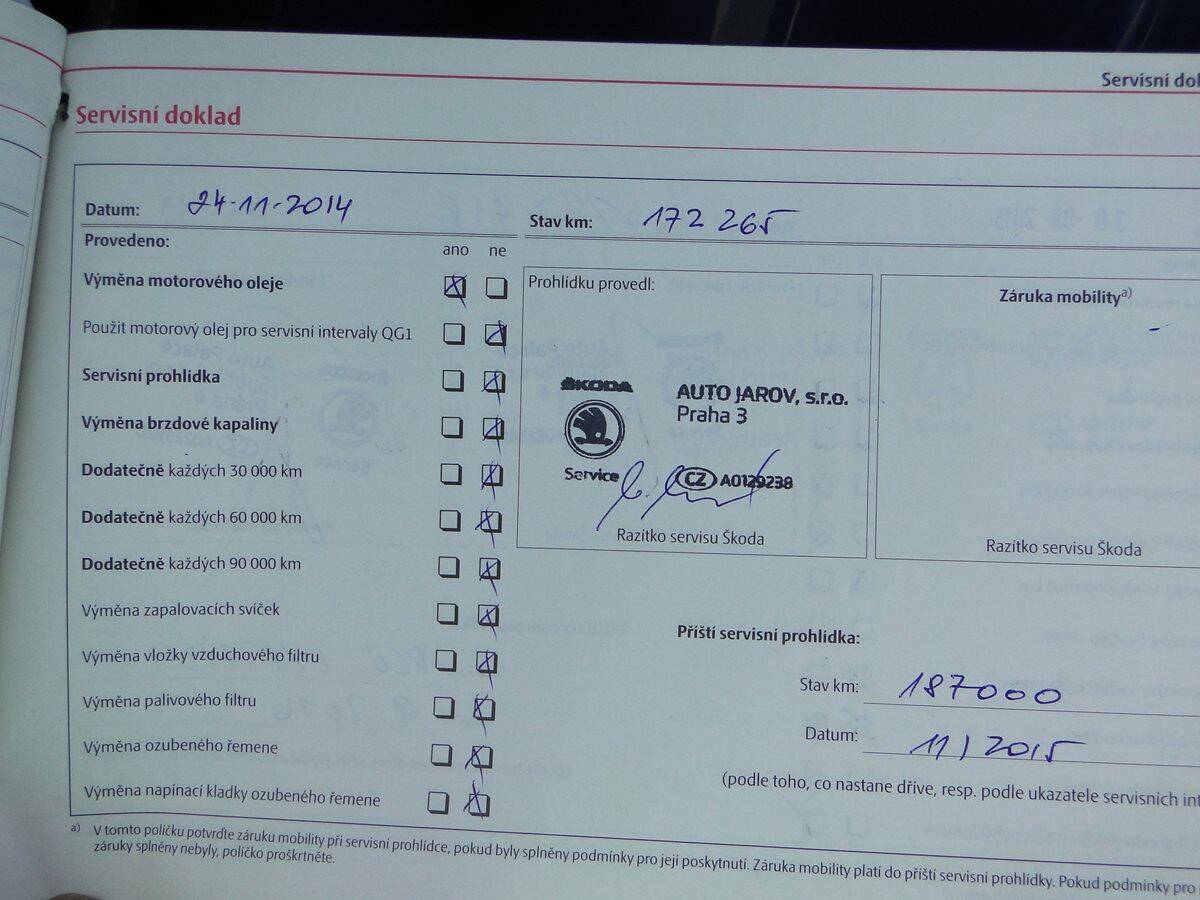 Servisní dok
Servisní doklad
Datum: 24-11-2014
Stav km: 172 265
Provedeno:
ano ne
Výměna motorového oleje
Použit motorový olej pro servisní intervaly QG1
Servisní prohlídka
Výměna brzdové kapaliny
Dodatečně každých 30 000 km
Dodatečně každých 60 000 km
Dodatečně každých 90 000 km
Výměna zapalovacích svíček
Výměna vložky vzduchového filtru
Výměna palivového filtru
Výměna ozubeného řemene
Výměna napínací kladky ozubeného řemene
Prohlídku provedl:
ŠKODA
Service
AUTO JAROV, s.r.o.
Praha 3
CZ A0129238
Razítko servisu Škoda
Záruka mobility a)
-
Razítko servisu Škoda
Příští servisní prohlídka:
Stav km: 187000
Datum: 11/2015
(podle toho, co nastane dříve, resp. podle ukazatele servisních int
a) V tomto políčku potvrďte záruku mobility při servisní prohlídce, pokud byly splněny podmínky pro její poskytnutí. Záruka mobility platí do příští servisní prohlídky. Pokud podmínky pro
záruky splněny nebyly, políčko proškrtněte.